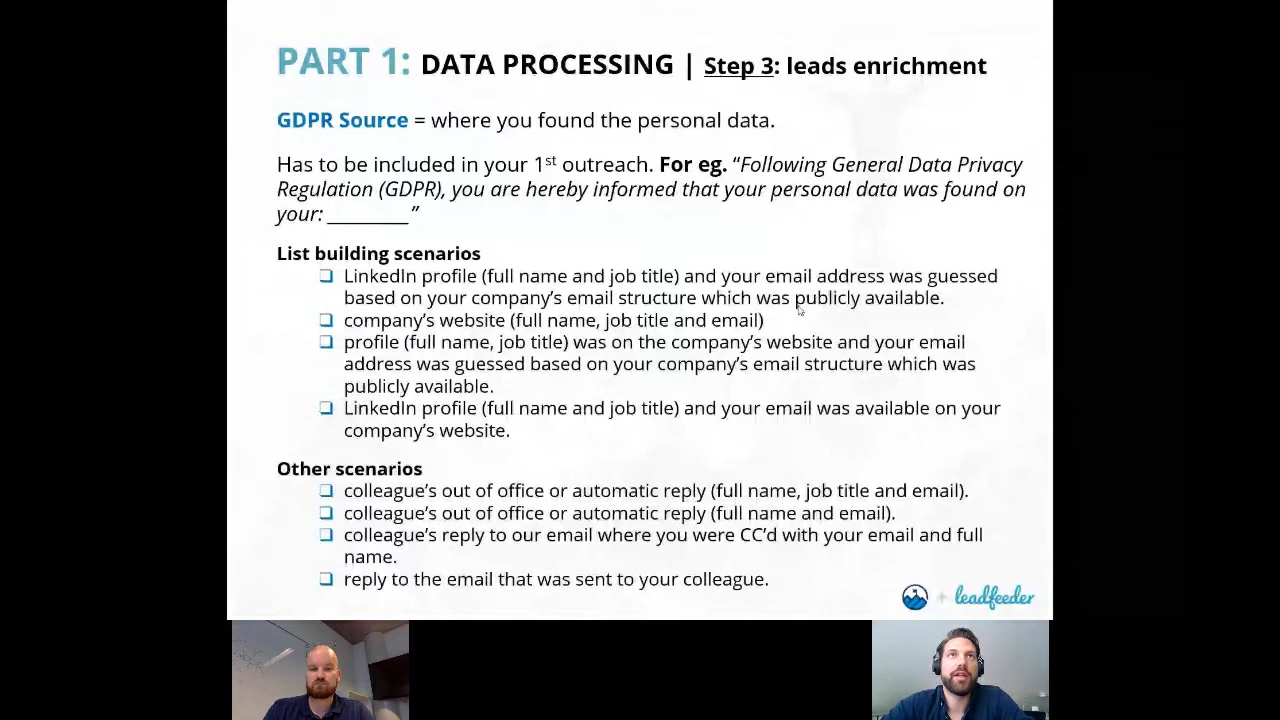 PART 1: DATA PROCESSING | Step 3: leads enrichment
GDPR Source = where you found the personal data.
Has to be included in your 1st outreach. For eg. “Following General Data Privacy
Regulation (GDPR), you are hereby informed that your personal data was found on
your: _________”
List building scenarios
❑ LinkedIn profile (full name and job title) and your email address was guessed
based on your company’s email structure which was publicly available.
❑ company’s website (full name, job title and email)
❑ profile (full name, job title) was on the company’s website and your email
address was guessed based on your company’s email structure which was
publicly available.
❑ LinkedIn profile (full name and job title) and your email was available on your
company’s website.
Other scenarios
❑ colleague’s out of office or automatic reply (full name, job title and email).
❑ colleague’s out of office or automatic reply (full name and email).
❑ colleague’s reply to our email where you were CC’d with your email and full
name.
❑ reply to the email that was sent to your colleague.
+ leadfeeder